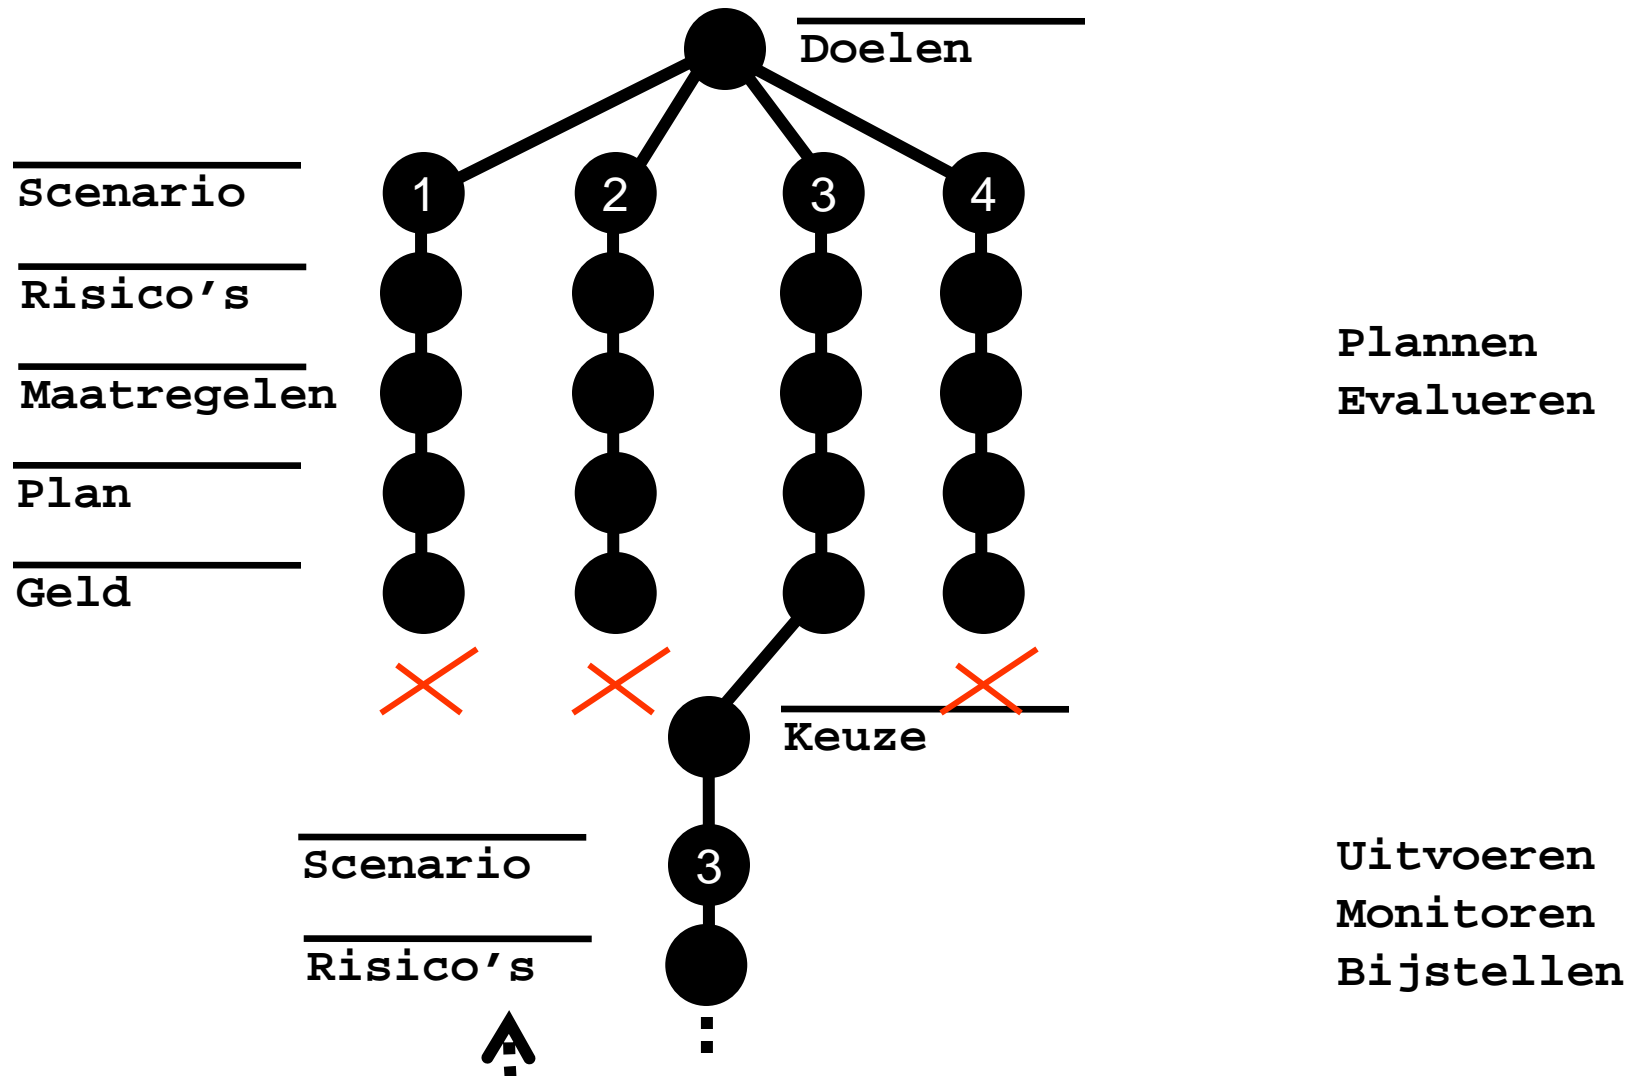 Doelen
Scenario 1 2 3 4
Risico’s
Maatregelen
Plan
Geld
Plannen
Evalueren
Keuze
Scenario 3
Risico’s
Uitvoeren
Monitoren
Bijstellen